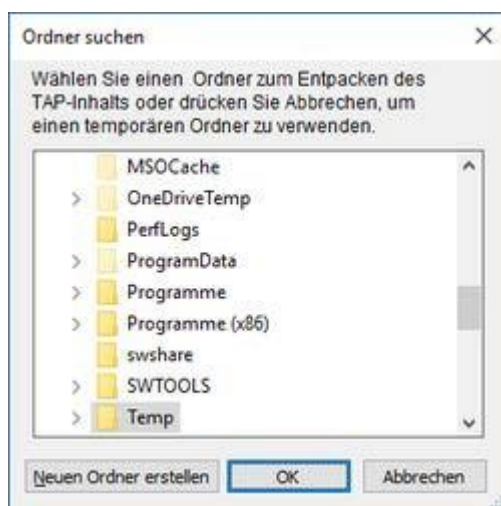 Ordner suchen
Wählen Sie einen Ordner zum Entpacken des
TAP-Inhalts oder drücken Sie Abbrechen, um
einen temporären Ordner zu verwenden.
MSOCache
OneDriveTemp
PerfLogs
ProgramData
Programme
Programme (x86)
swshare
SWTOOLS
Temp
Neuen Ordner erstellen OK Abbrechen